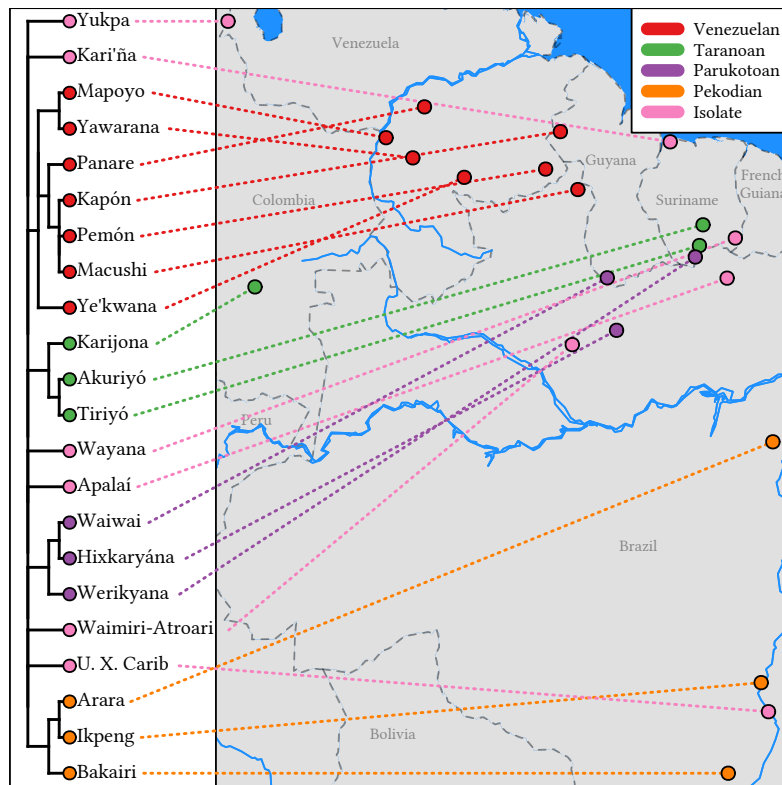 Yukpa
Kari'ña
Mapoyo
Yawarana
Panare
Kapón
Pemón
Macushi
Ye'kwana
Karijona
Akuriyó
Tiriyó
Wayana
Apalaí
Waiwai
Hixkaryána
Werikyana
Waimiri-Atroari
U. X. Carib
Arara
Ikpeng
Bakairi
Venezuela
Colombia
Guyana
Suriname
French
Guiana
Peru
Brazil
Bolivia
Venezuelan
Taranoan
Parukotoan
Pekodian
Isolate